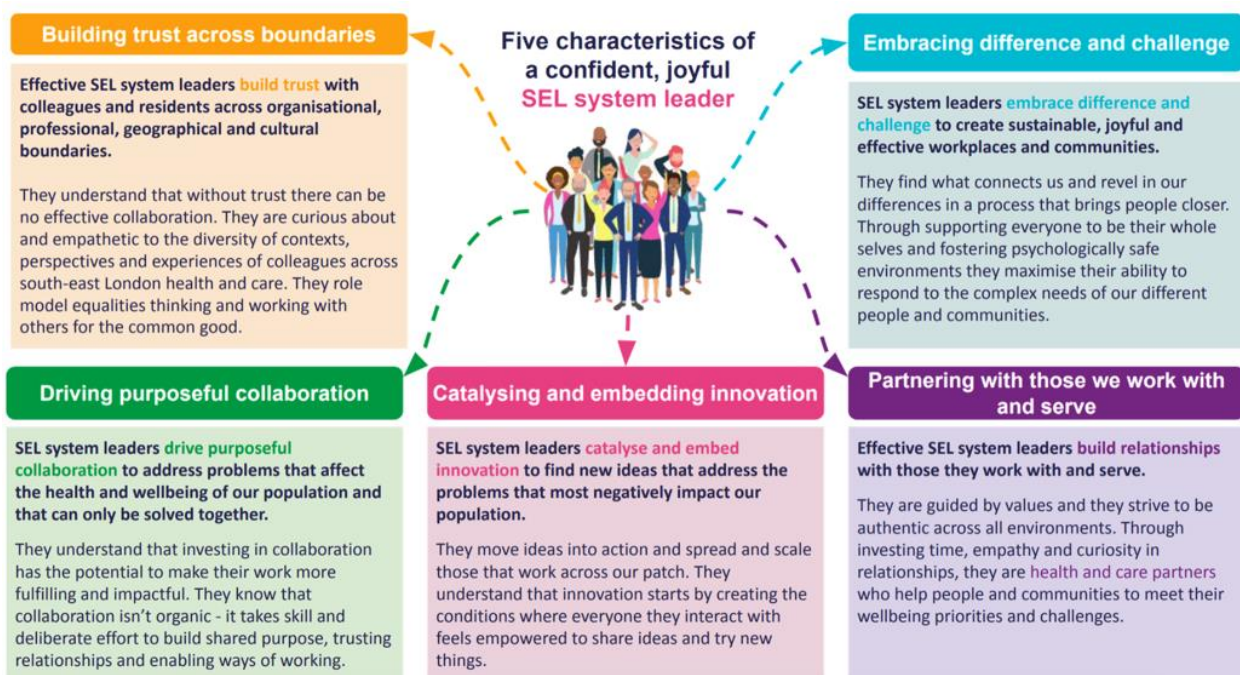 Five characteristics of
a confident, joyful
SEL system leader
Building trust across boundaries
Effective SEL system leaders build trust with
colleagues and residents across organisational,
professional, geographical and cultural
boundaries.
They understand that without trust there can be
no effective collaboration. They are curious about
and empathetic to the diversity of contexts,
perspectives and experiences of colleagues across
south-east London health and care. They role
model equalities thinking and working with
others for the common good.
Embracing difference and challenge
SEL system leaders embrace difference and
challenge to create sustainable, joyful and
effective workplaces and communities.
They find what connects us and revel in our
differences in a process that brings people closer.
Through supporting everyone to be their whole
selves and fostering psychologically safe
environments they maximise their ability to
respond to the complex needs of our different
people and communities.
Driving purposeful collaboration
SEL system leaders drive purposeful
collaboration to address problems that affect
the health and wellbeing of our population and
that can only be solved together.
They understand that investing in collaboration
has the potential to make their work more
fulfilling and impactful. They know that
collaboration isn't organic - it takes skill and
deliberate effort to build shared purpose, trusting
relationships and enabling ways of working.
Catalysing and embedding innovation
SEL system leaders catalyse and embed
innovation to find new ideas that address the
problems that most negatively impact our
population.
They move ideas into action and spread and scale
those that work across our patch. They
understand that innovation starts by creating the
conditions where everyone they interact with
feels empowered to share ideas and try new
things.
Partnering with those we work with
and serve
Effective SEL system leaders build relationships
with those they work with and serve.
They are guided by values and they strive to be
authentic across all environments. Through
investing time, empathy and curiosity in
relationships, they are health and care partners
who help people and communities to meet their
wellbeing priorities and challenges.